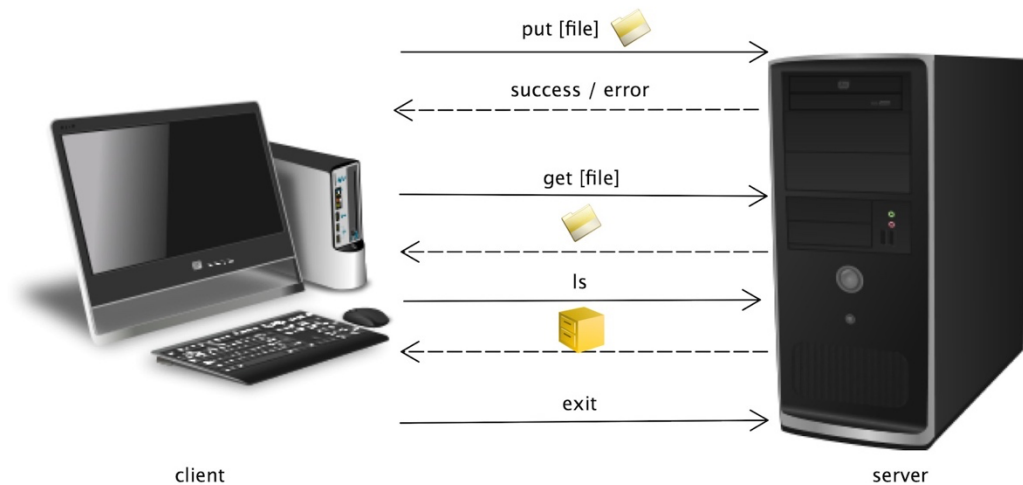 put [file]
success / error
get [file]
ls
exit
client
server